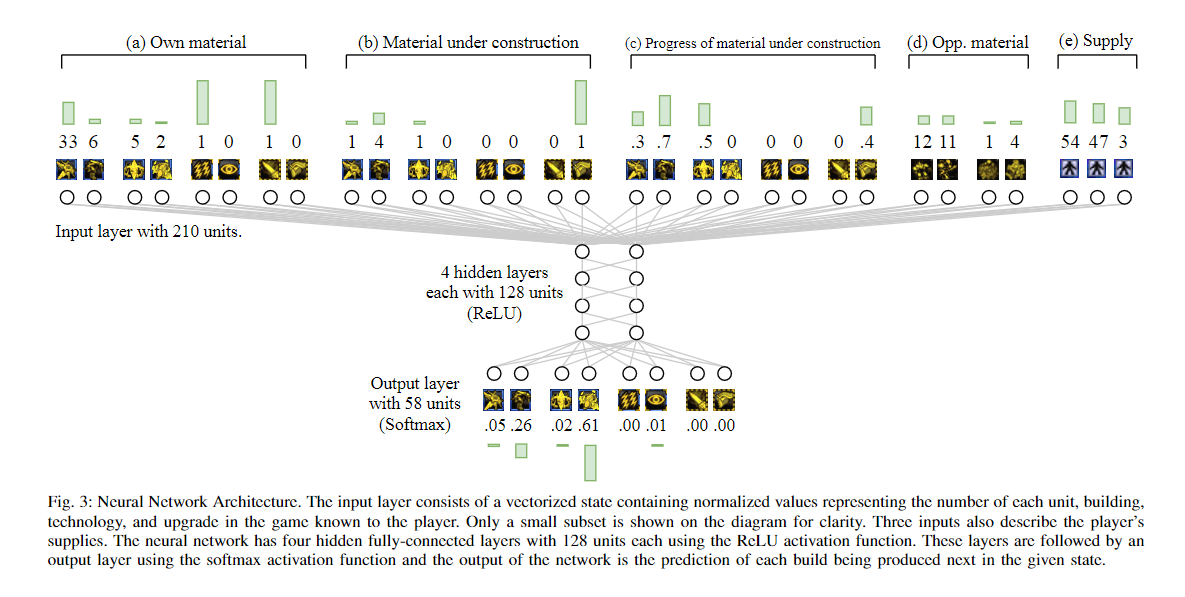 (a) Own material (b) Material under construction (c) Progress of material under construction (d) Opp. material (e) Supply
33 6 5 2 1 0 1 0 1 4 1 0 0 0 0 1 .3 .7 .5 0 0 0 0 .4 12 11 1 4 54 47 3
Input layer with 210 units.
4 hidden layers
each with 128 units
(ReLU)
Output layer
with 58 units
(Softmax)
.05 .26 .02 .61 .00 .01 .00 .00
Fig. 3: Neural Network Architecture. The input layer consists of a vectorized state containing normalized values representing the number of each unit, building,
technology, and upgrade in the game known to the player. Only a small subset is shown on the diagram for clarity. Three inputs also describe the player's
supplies. The neural network has four hidden fully-connected layers with 128 units each using the ReLU activation function. These layers are followed by an
output layer using the softmax activation function and the output of the network is the prediction of each build being produced next in the given state.